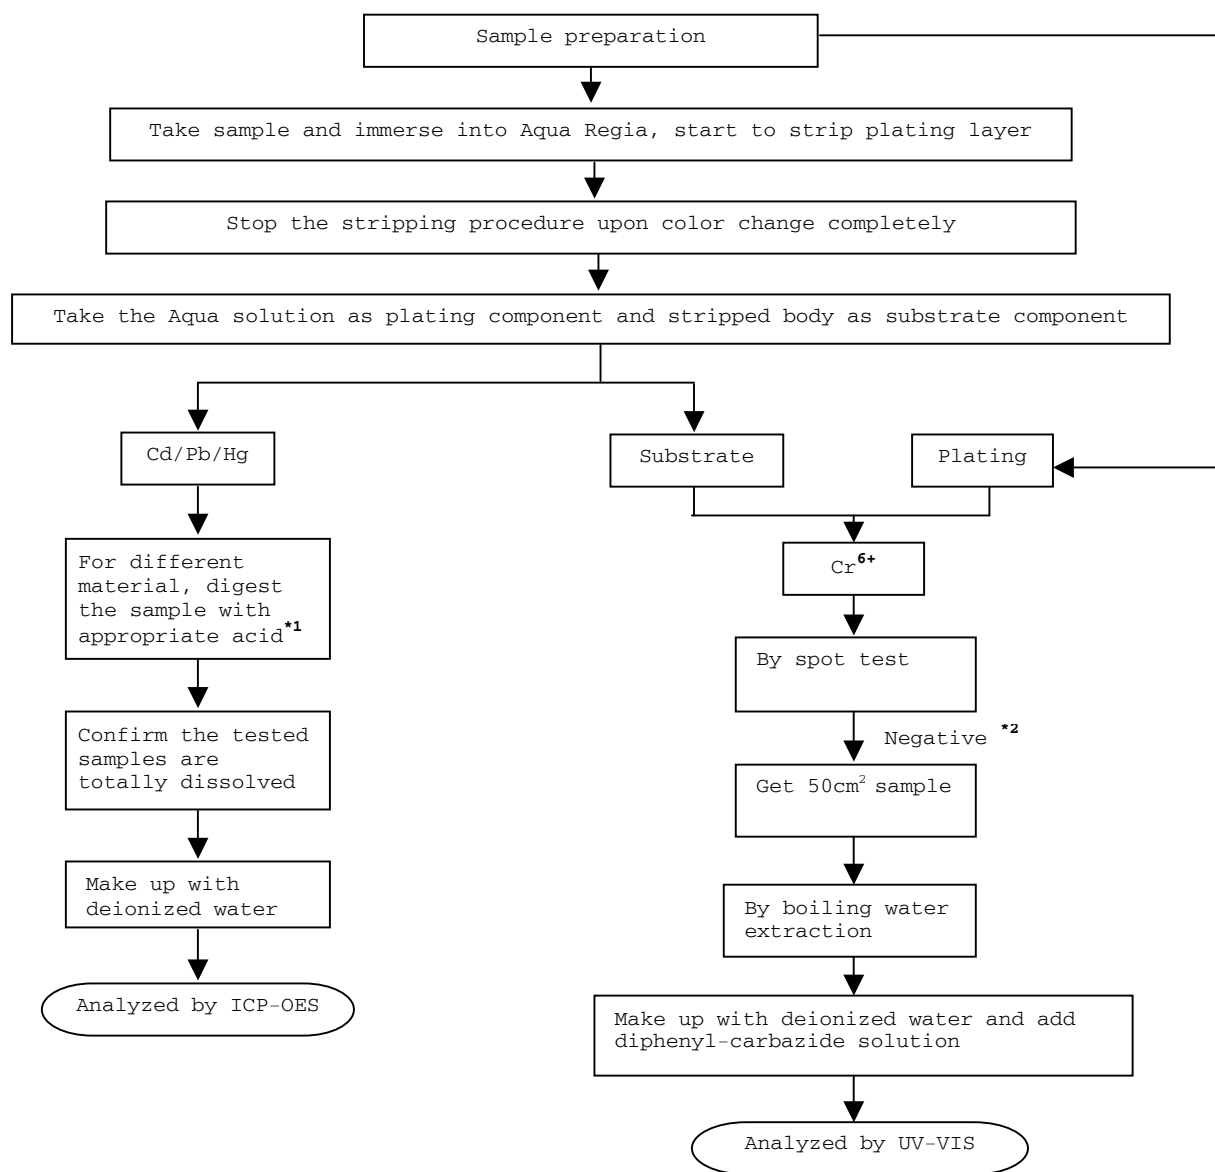 Sample preparation
Take sample and immerse into Aqua Regia, start to strip plating layer
Stop the stripping procedure upon color change completely
Take the Aqua solution as plating component and stripped body as substrate component
Cd/Pb/Hg
Substrate
Plating
For different
material, digest
the sample with
appropriate acid*1
Confirm the tested
samples are
totally dissolved
Make up with
deionized water
Analyzed by ICP-OES
Cr6+
By spot test
Negative *2
Get 50cm2 sample
By boiling water
extraction
Make up with deionized water and add
diphenyl-carbazide solution
Analyzed by UV-VIS